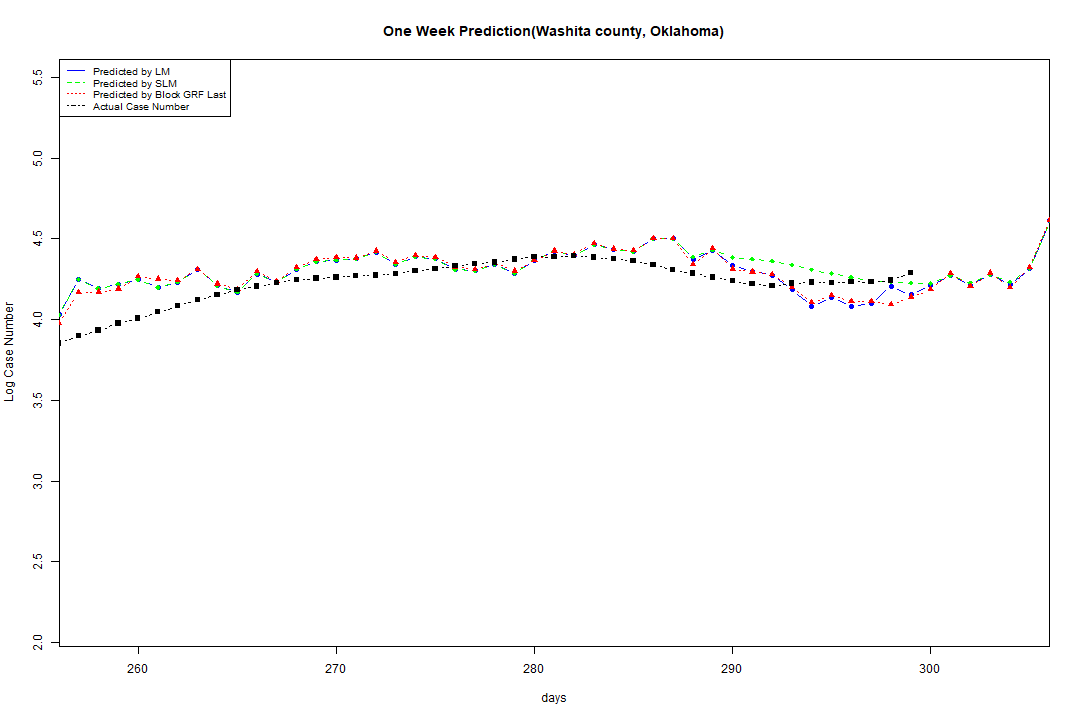 One Week Prediction(Washita county, Oklahoma)
Predicted by LM
Predicted by SLM
Predicted by Block GRF Last
Actual Case Number
5.5
5.0
4.5
4.0
3.5
3.0
2.5
2.0
Log Case Number
260 270 280 290 300
days